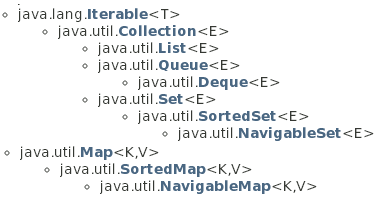 java.lang.Iterable<T>
java.util.Collection<E>
java.util.List<E>
java.util.Queue<E>
java.util.Deque<E>
java.util.Set<E>
java.util.SortedSet<E>
java.util.NavigableSet<E>
java.util.Map<K,V>
java.util.SortedMap<K,V>
java.util.NavigableMap<K,V>